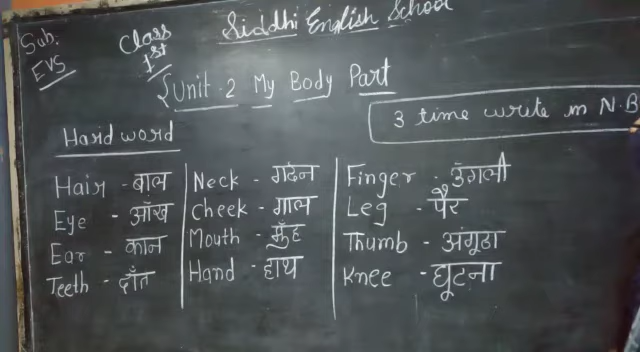 Siddhi English School
Sub:
EVS
Class
1st
{Unit-2 My Body Part
3 time write in N.B
Hard word
Hair - बाल
Eye - आँख
Ear - कान
Teeth - दाँत
Neck - गर्दन
Cheek - गाल
Mouth - मुँह
Hand - हाथ
Finger - उंगली
Leg - पैर
Thumb - अंगूठा
Knee - घूटना